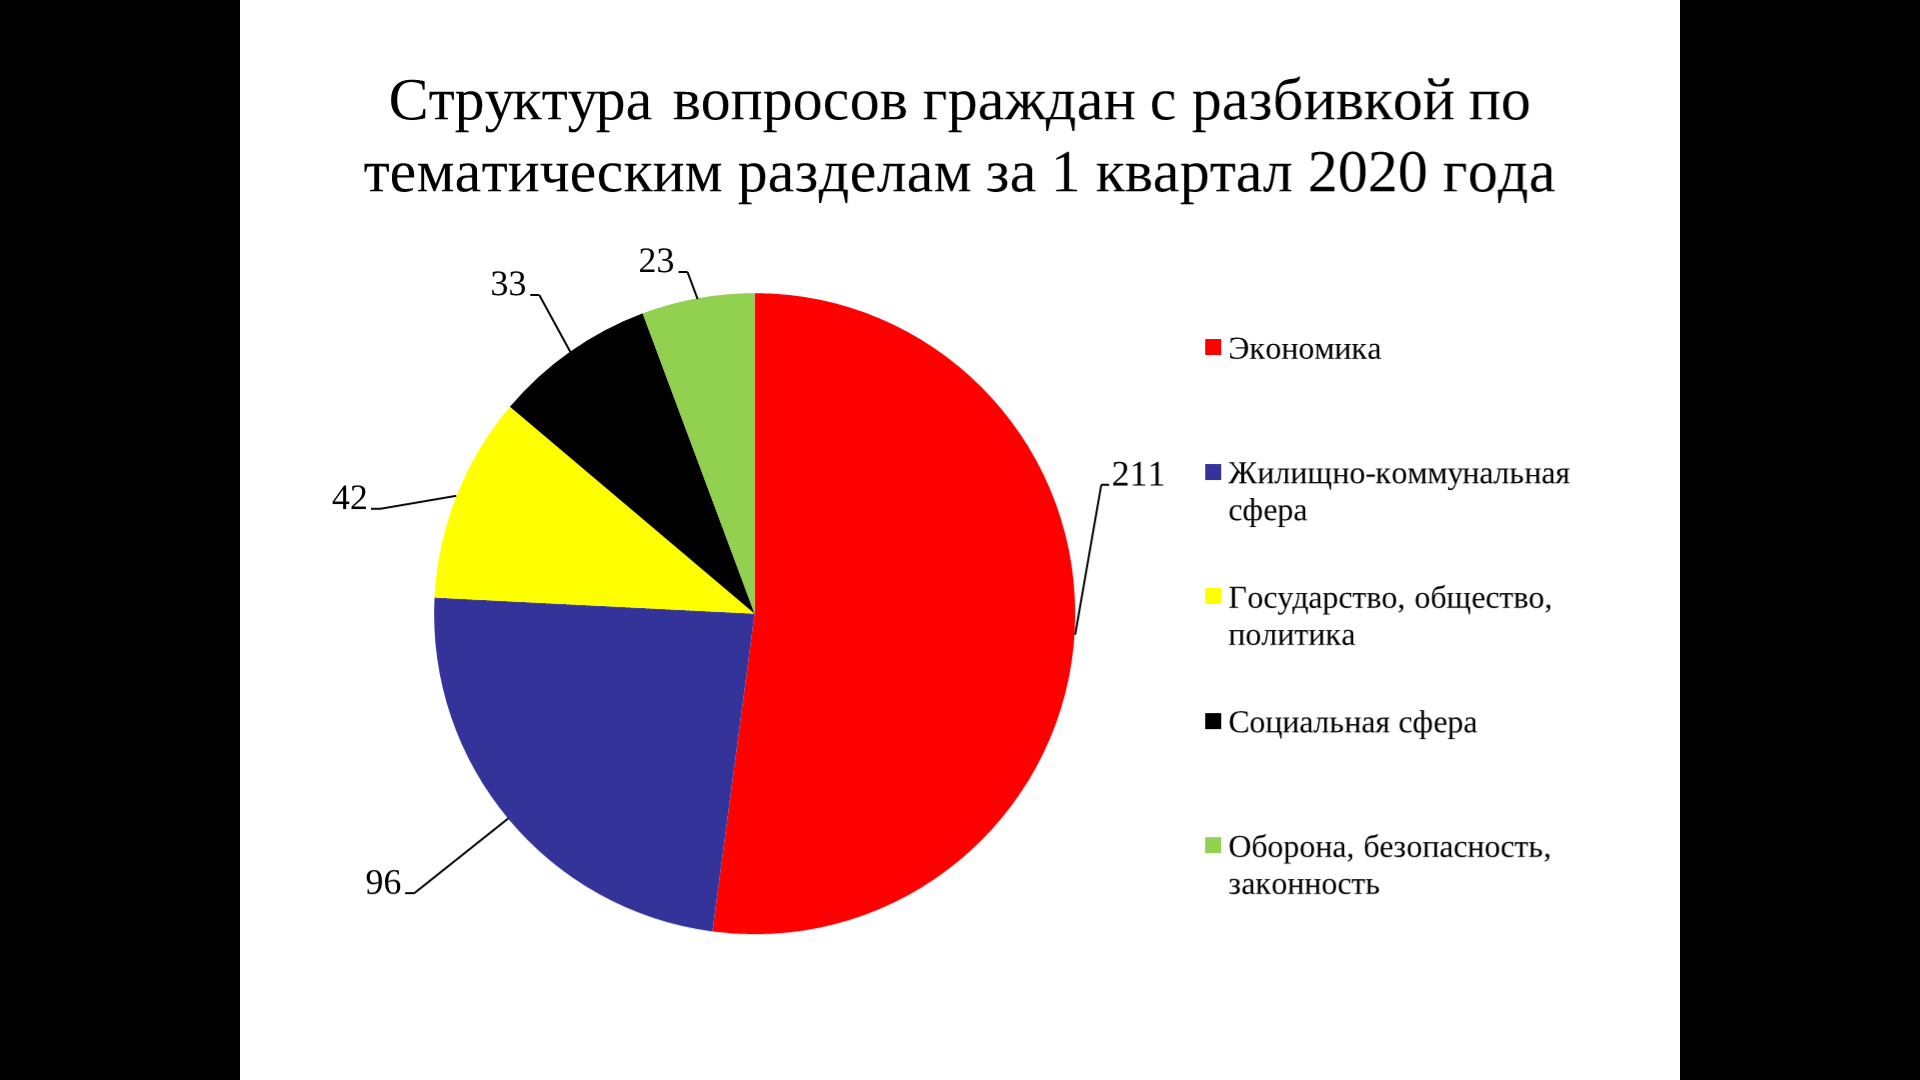 Структура вопросов граждан с разбивкой по
тематическим разделам за 1 квартал 2020 года
23
33
42
96
211
Экономика
Жилищно-коммунальная
сфера
Государство, общество,
политика
Социальная сфера
Оборона, безопасность,
законность